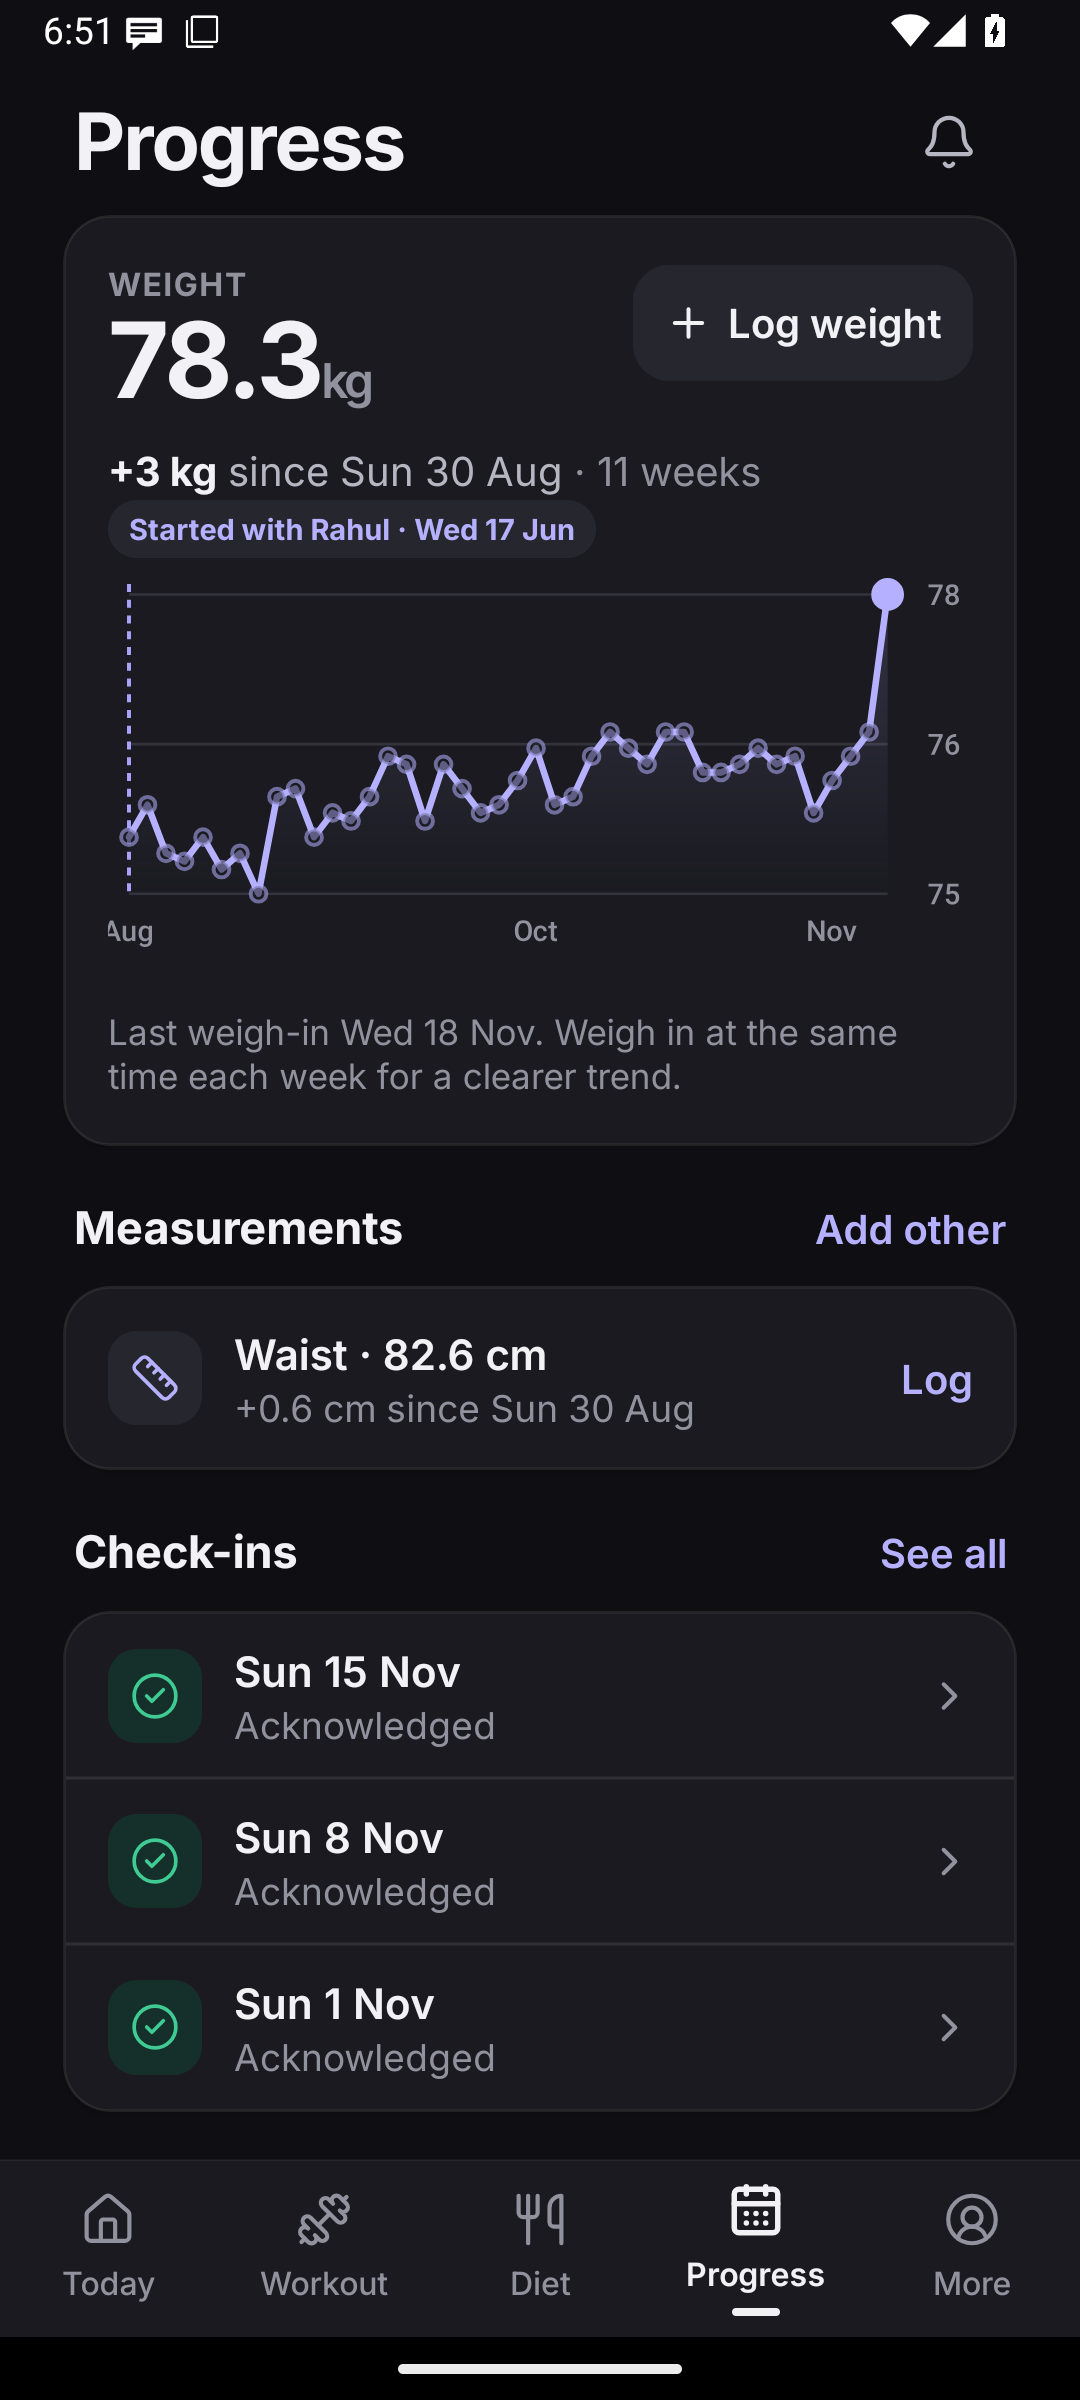 6:51
Progress
WEIGHT
78.3kg
+ Log weight
+3 kg since Sun 30 Aug · 11 weeks
Started with Rahul · Wed 17 Jun
78
76
75
Aug
Oct
Nov
Last weigh-in Wed 18 Nov. Weigh in at the same
time each week for a clearer trend.
Measurements
Add other
Waist · 82.6 cm
+0.6 cm since Sun 30 Aug
Log
Check-ins
See all
Sun 15 Nov
Acknowledged
Sun 8 Nov
Acknowledged
Sun 1 Nov
Acknowledged
Today
Workout
Diet
Progress
More